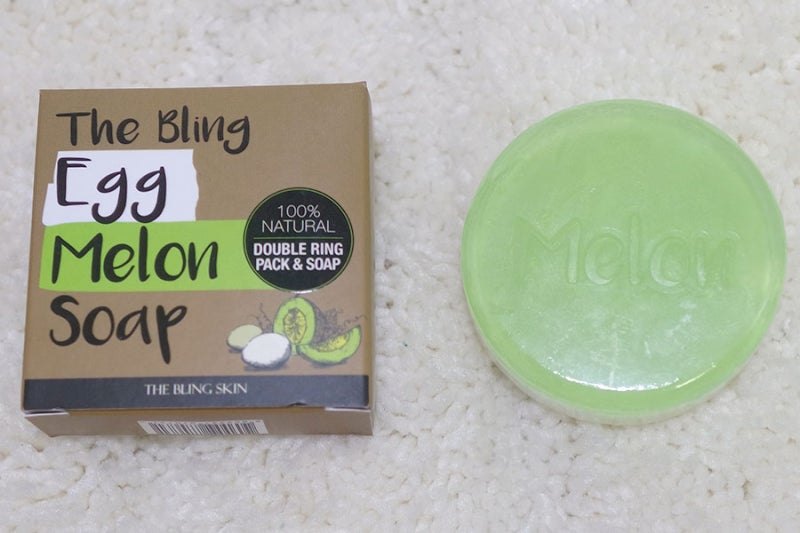 The Bling
Egg
Melon
Soap
100%
NATURAL
DOUBLE RING
PACK & SOAP
THE BLING SKIN
Melon